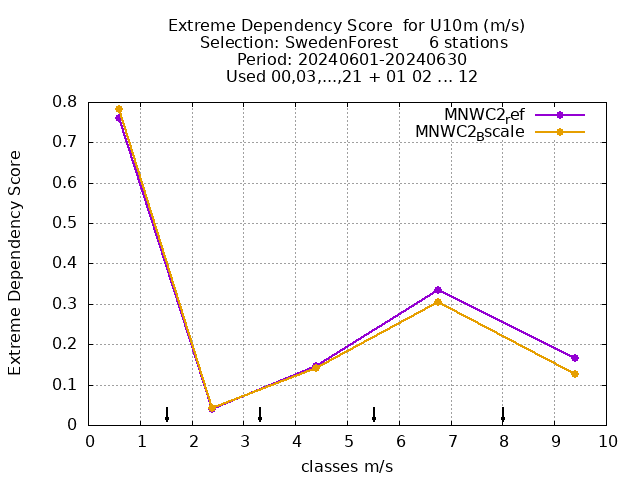 Extreme Dependency Score  for U10m (m/s)
Selection: SwedenForest      6 stations
Period: 20240601-20240630
Used 00,03,...,21 + 01 02 ... 12
MNWC2ref
MNWC2Bscale
Extreme Dependency Score
0.8
0.7
0.6
0.5
0.4
0.3
0.2
0.1
0
0 1 2 3 4 5 6 7 8 9 10
classes m/s